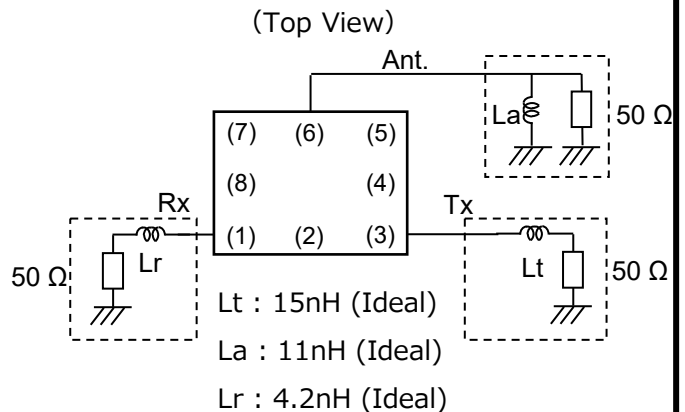 (Top View)
Ant.
La
50 Ω
(7) (6) (5)
(8) (4)
Rx
Tx
(1) (2) (3)
50 Ω
Lr
Lt
50 Ω
Lt : 15nH (Ideal)
La : 11nH (Ideal)
Lr : 4.2nH (Ideal)